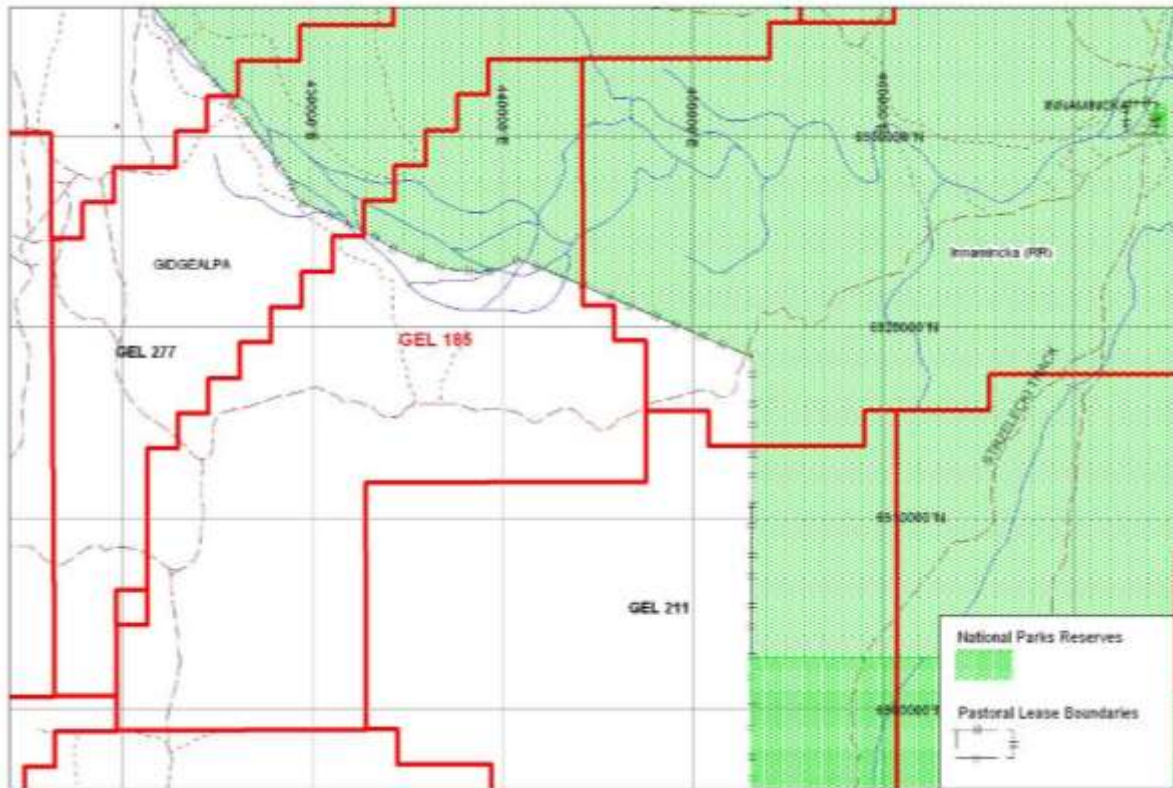 430000'E
440000'E
450000'E
460000'E
INNAMINCKA
6520000'N
GIDGEALPA
Innamincka (RR)
GEL 277
GEL 185
STRZELECKI TRACK
6510000'N
GEL 211
National Parks Reserves
Pastoral Lease Boundaries